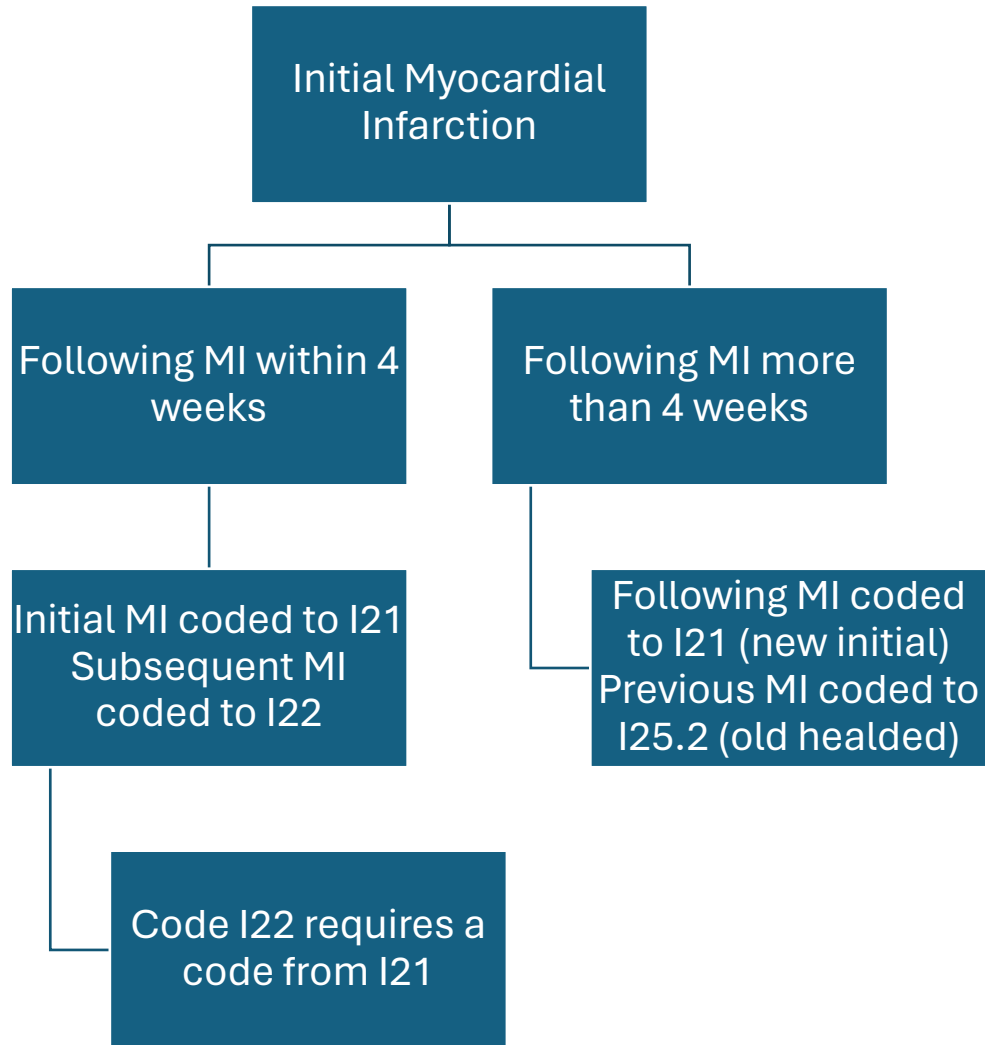 Initial Myocardial
Infarction
Following MI within 4
weeks
Following MI more
than 4 weeks
Initial MI coded to I21
Subsequent MI
coded to I22
Following MI coded
to I21 (new initial)
Previous MI coded to
I25.2 (old healded)
Code I22 requires a
code from I21